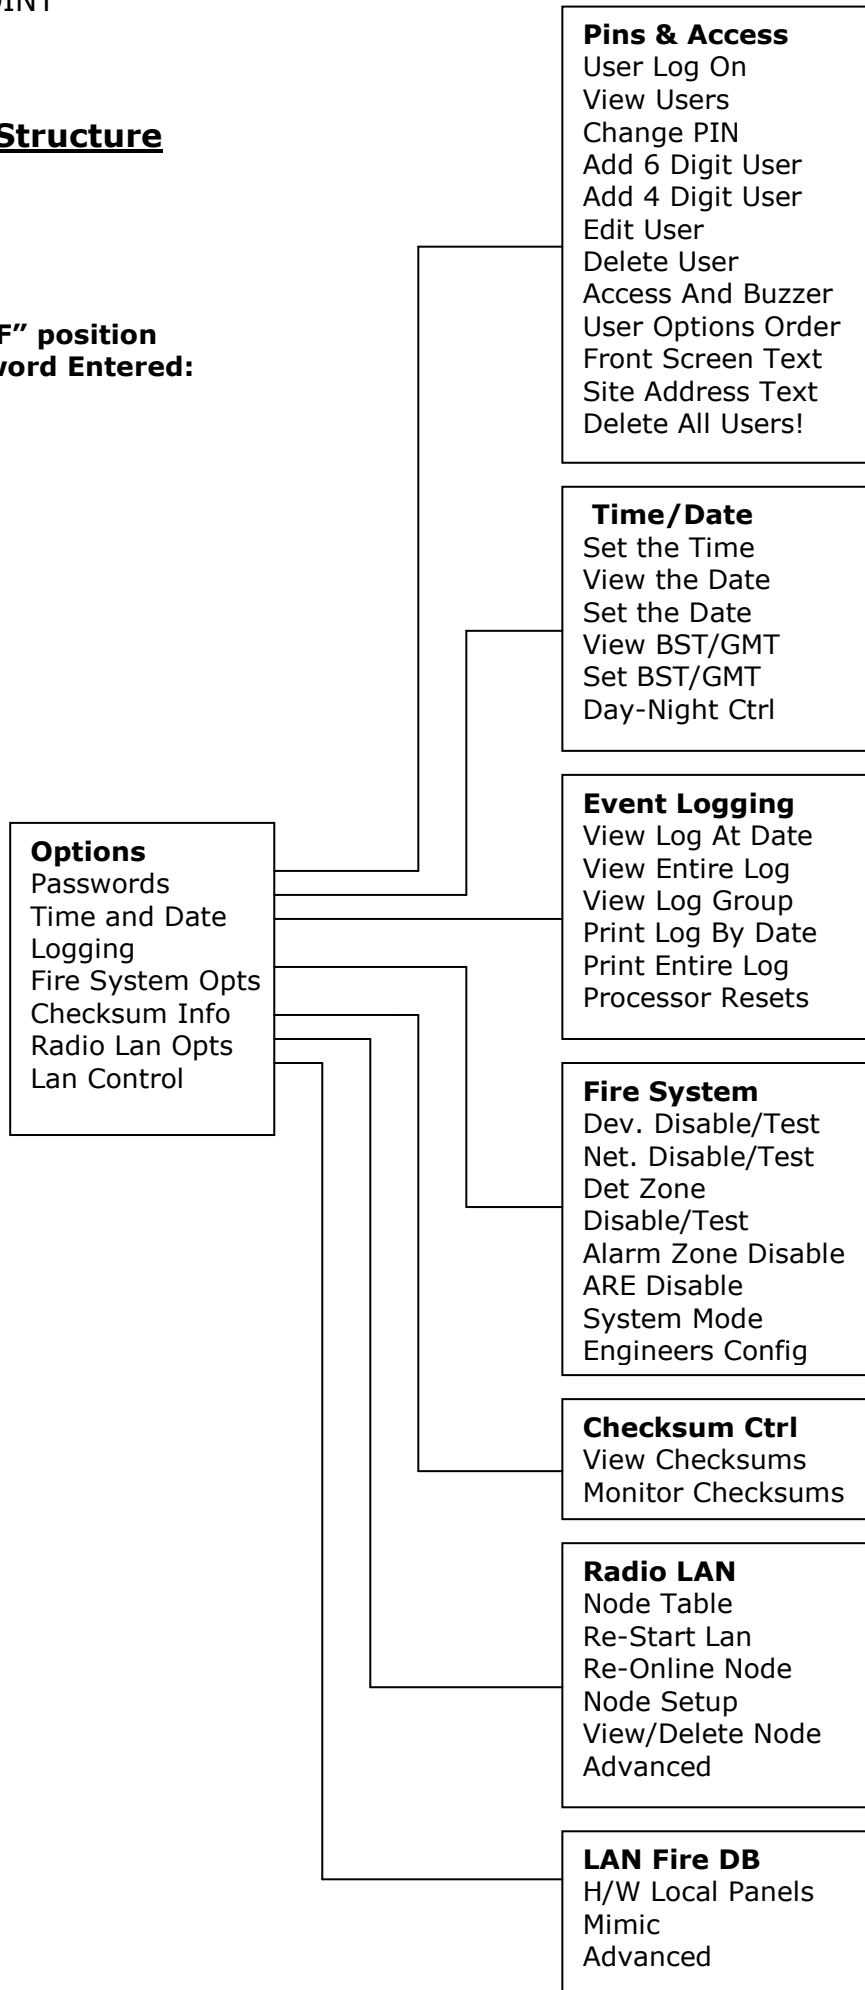 Structure
position
Entered:
Pins & Access
User Log On
View Users
Change PIN
Add 6 Digit User
Add 4 Digit User
Edit User
Delete User
Access And Buzzer
User Options Order
Front Screen Text
Site Address Text
Delete All Users!
Time/Date
Set the Time
View the Date
Set the Date
View BST/GMT
Set BST/GMT
Day-Night Ctrl
Event Logging
View Log At Date
View Entire Log
View Log Group
Print Log By Date
Print Entire Log
Processor Resets
Options
Passwords
Time and Date
Logging
Fire System Opts
Checksum Info
Radio Lan Opts
Lan Control
Fire System
Dev. Disable/Test
Net. Disable/Test
Det Zone
Disable/Test
Alarm Zone Disable
ARE Disable
System Mode
Engineers Config
Checksum Ctrl
View Checksums
Monitor Checksums
Radio LAN
Node Table
Re-Start Lan
Re-Online Node
Node Setup
View/Delete Node
Advanced
LAN Fire DB
H/W Local Panels
Mimic
Advanced